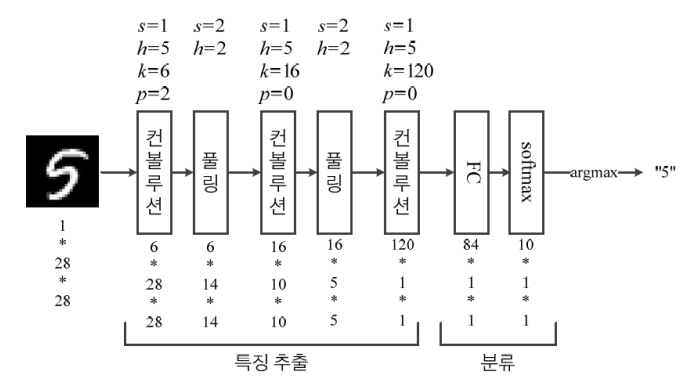 s=1 s=2 s=1 s=2 s=1
h=5 h=2 h=5 h=2 h=5
k=6 k=16 k=120
p=2 p=0 p=0
컨볼루션
풀링
컨볼루션
풀링
컨볼루션
FC
softmax
argmax
"5"
1 * 28 * 28
6 * 28 * 28
6 * 14 * 14
16 * 10 * 10
16 * 5 * 5
120 * 1 * 1
84 * 1 * 1
10 * 1 * 1
특징 추출
분류